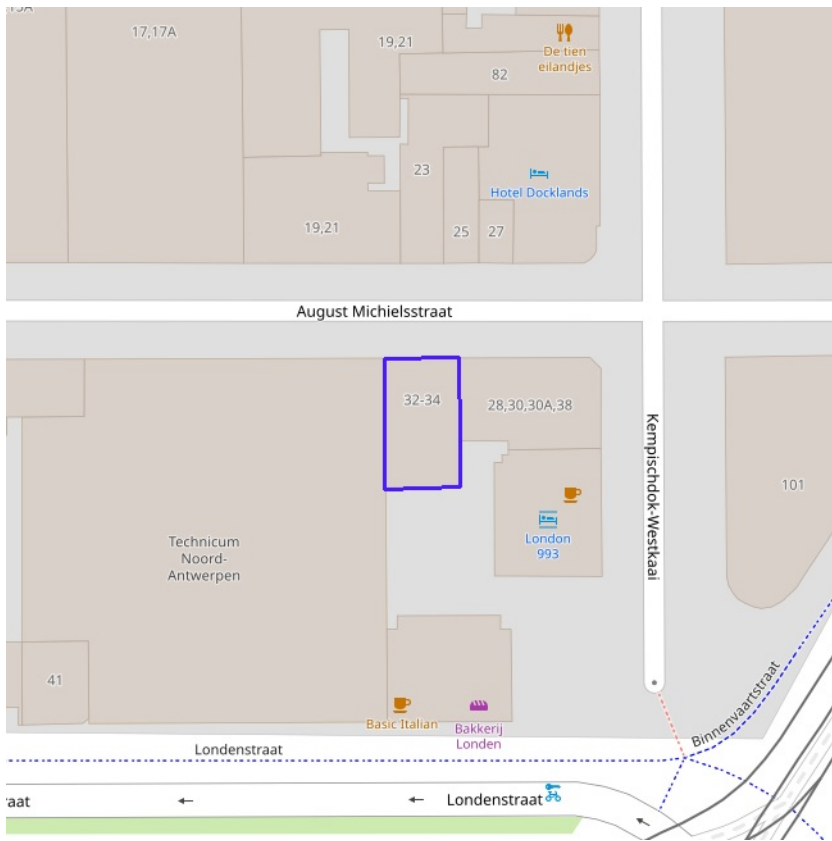 17,17A
19,21
De tien
eilandjes
82
23
Hotel Docklands
19,21
25
27
August Michielsstraat
32-34
28,30,30A,38
Kempischdok-Westkaai
101
London
993
Technicum
Noord-
Antwerpen
41
Basic Italian
Bakkerij
Londen
Binnenvaartstraat
Londenstraat
raat
Londenstraat